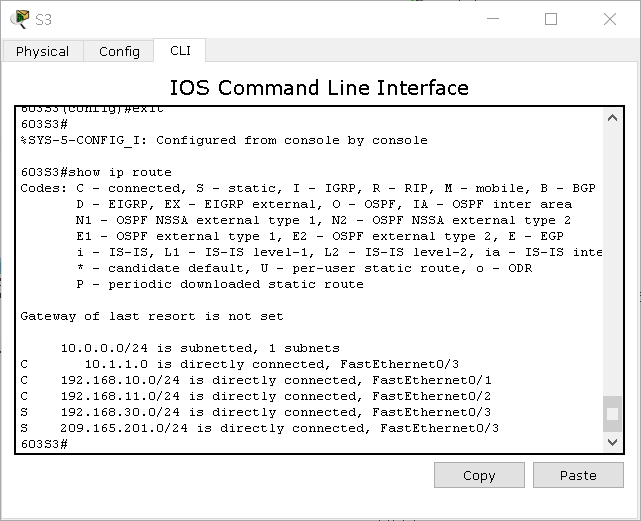 S3
Physical Config CLI
IOS Command Line Interface
603S3(config)#exit
603S3#
%SYS-5-CONFIG_I: Configured from console by console
603S3#show ip route
Codes: C - connected, S - static, I - IGRP, R - RIP, M - mobile, B - BGP
D - EIGRP, EX - EIGRP external, O - OSPF, IA - OSPF inter area
N1 - OSPF NSSA external type 1, N2 - OSPF NSSA external type 2
E1 - OSPF external type 1, E2 - OSPF external type 2, E - EGP
i - IS-IS, L1 - IS-IS level-1, L2 - IS-IS level-2, ia - IS-IS inte
* - candidate default, U - per-user static route, o - ODR
P - periodic downloaded static route
Gateway of last resort is not set
10.0.0.0/24 is subnetted, 1 subnets
C 10.1.1.0 is directly connected, FastEthernet0/3
C 192.168.10.0/24 is directly connected, FastEthernet0/1
C 192.168.11.0/24 is directly connected, FastEthernet0/2
S 192.168.30.0/24 is directly connected, FastEthernet0/3
S 209.165.201.0/24 is directly connected, FastEthernet0/3
603S3#
Copy Paste